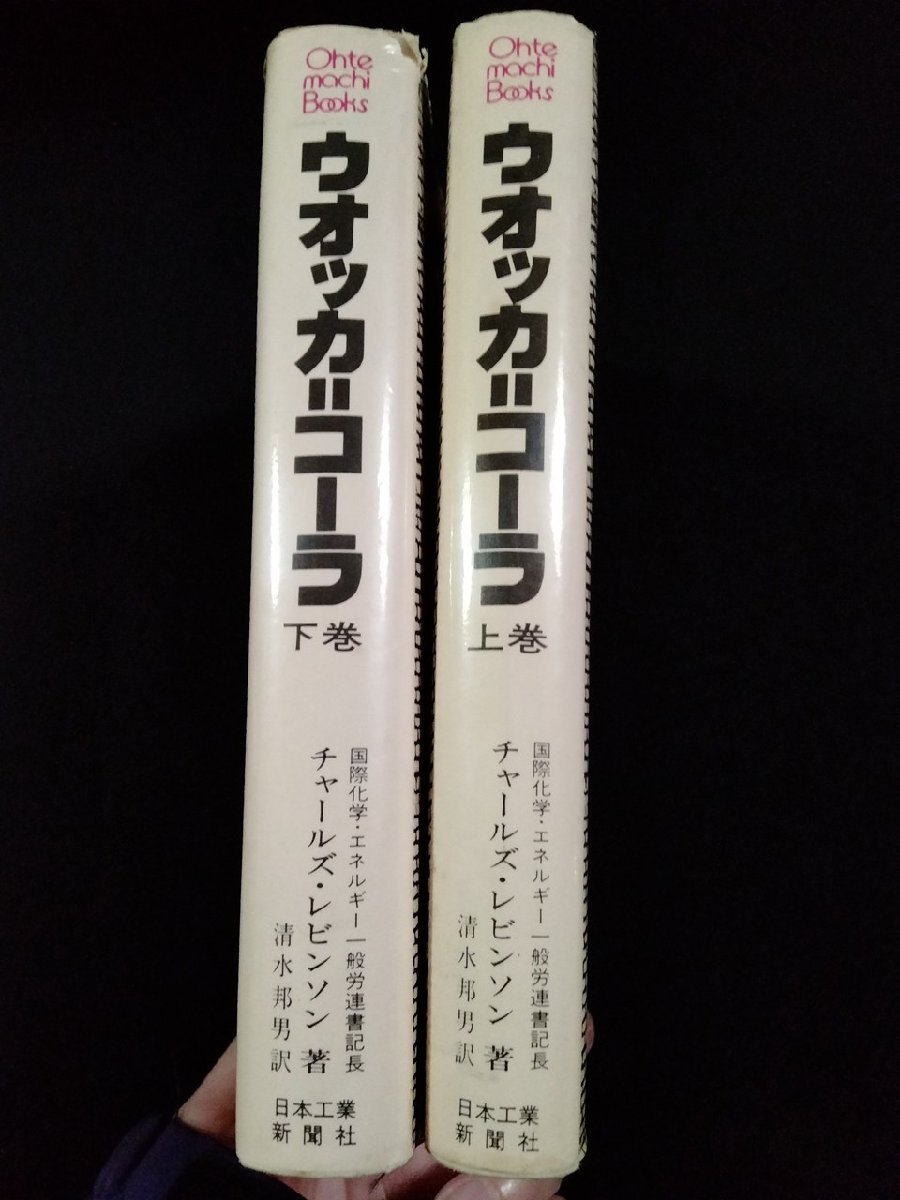 Ohte
machi
Books
ウオッカ＝コーラ
下巻
国際化学・エネルギー一般労連書記長
チャールズ・レビンソン 著
清水邦男訳
日本工業
新聞社
Ohte
machi
Books
ウオッカ＝コーラ
上巻
国際化学・エネルギー一般労連書記長
チャールズ・レビンソン 著
清水邦男訳
日本工業
新聞社